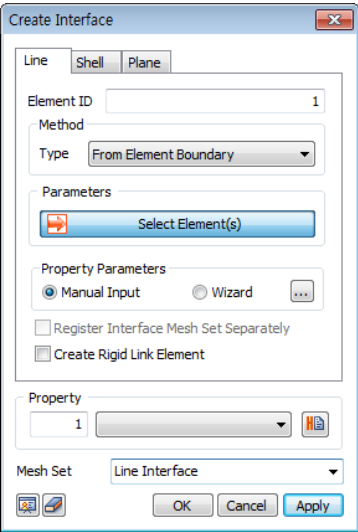 Create Interface
Line Shell Plane
Element ID 1
Method
Type From Element Boundary
Parameters
Select Element(s)
Property Parameters
Manual Input Wizard ...
Register Interface Mesh Set Separately
Create Rigid Link Element
Property
1
Mesh Set Line Interface
OK Cancel Apply